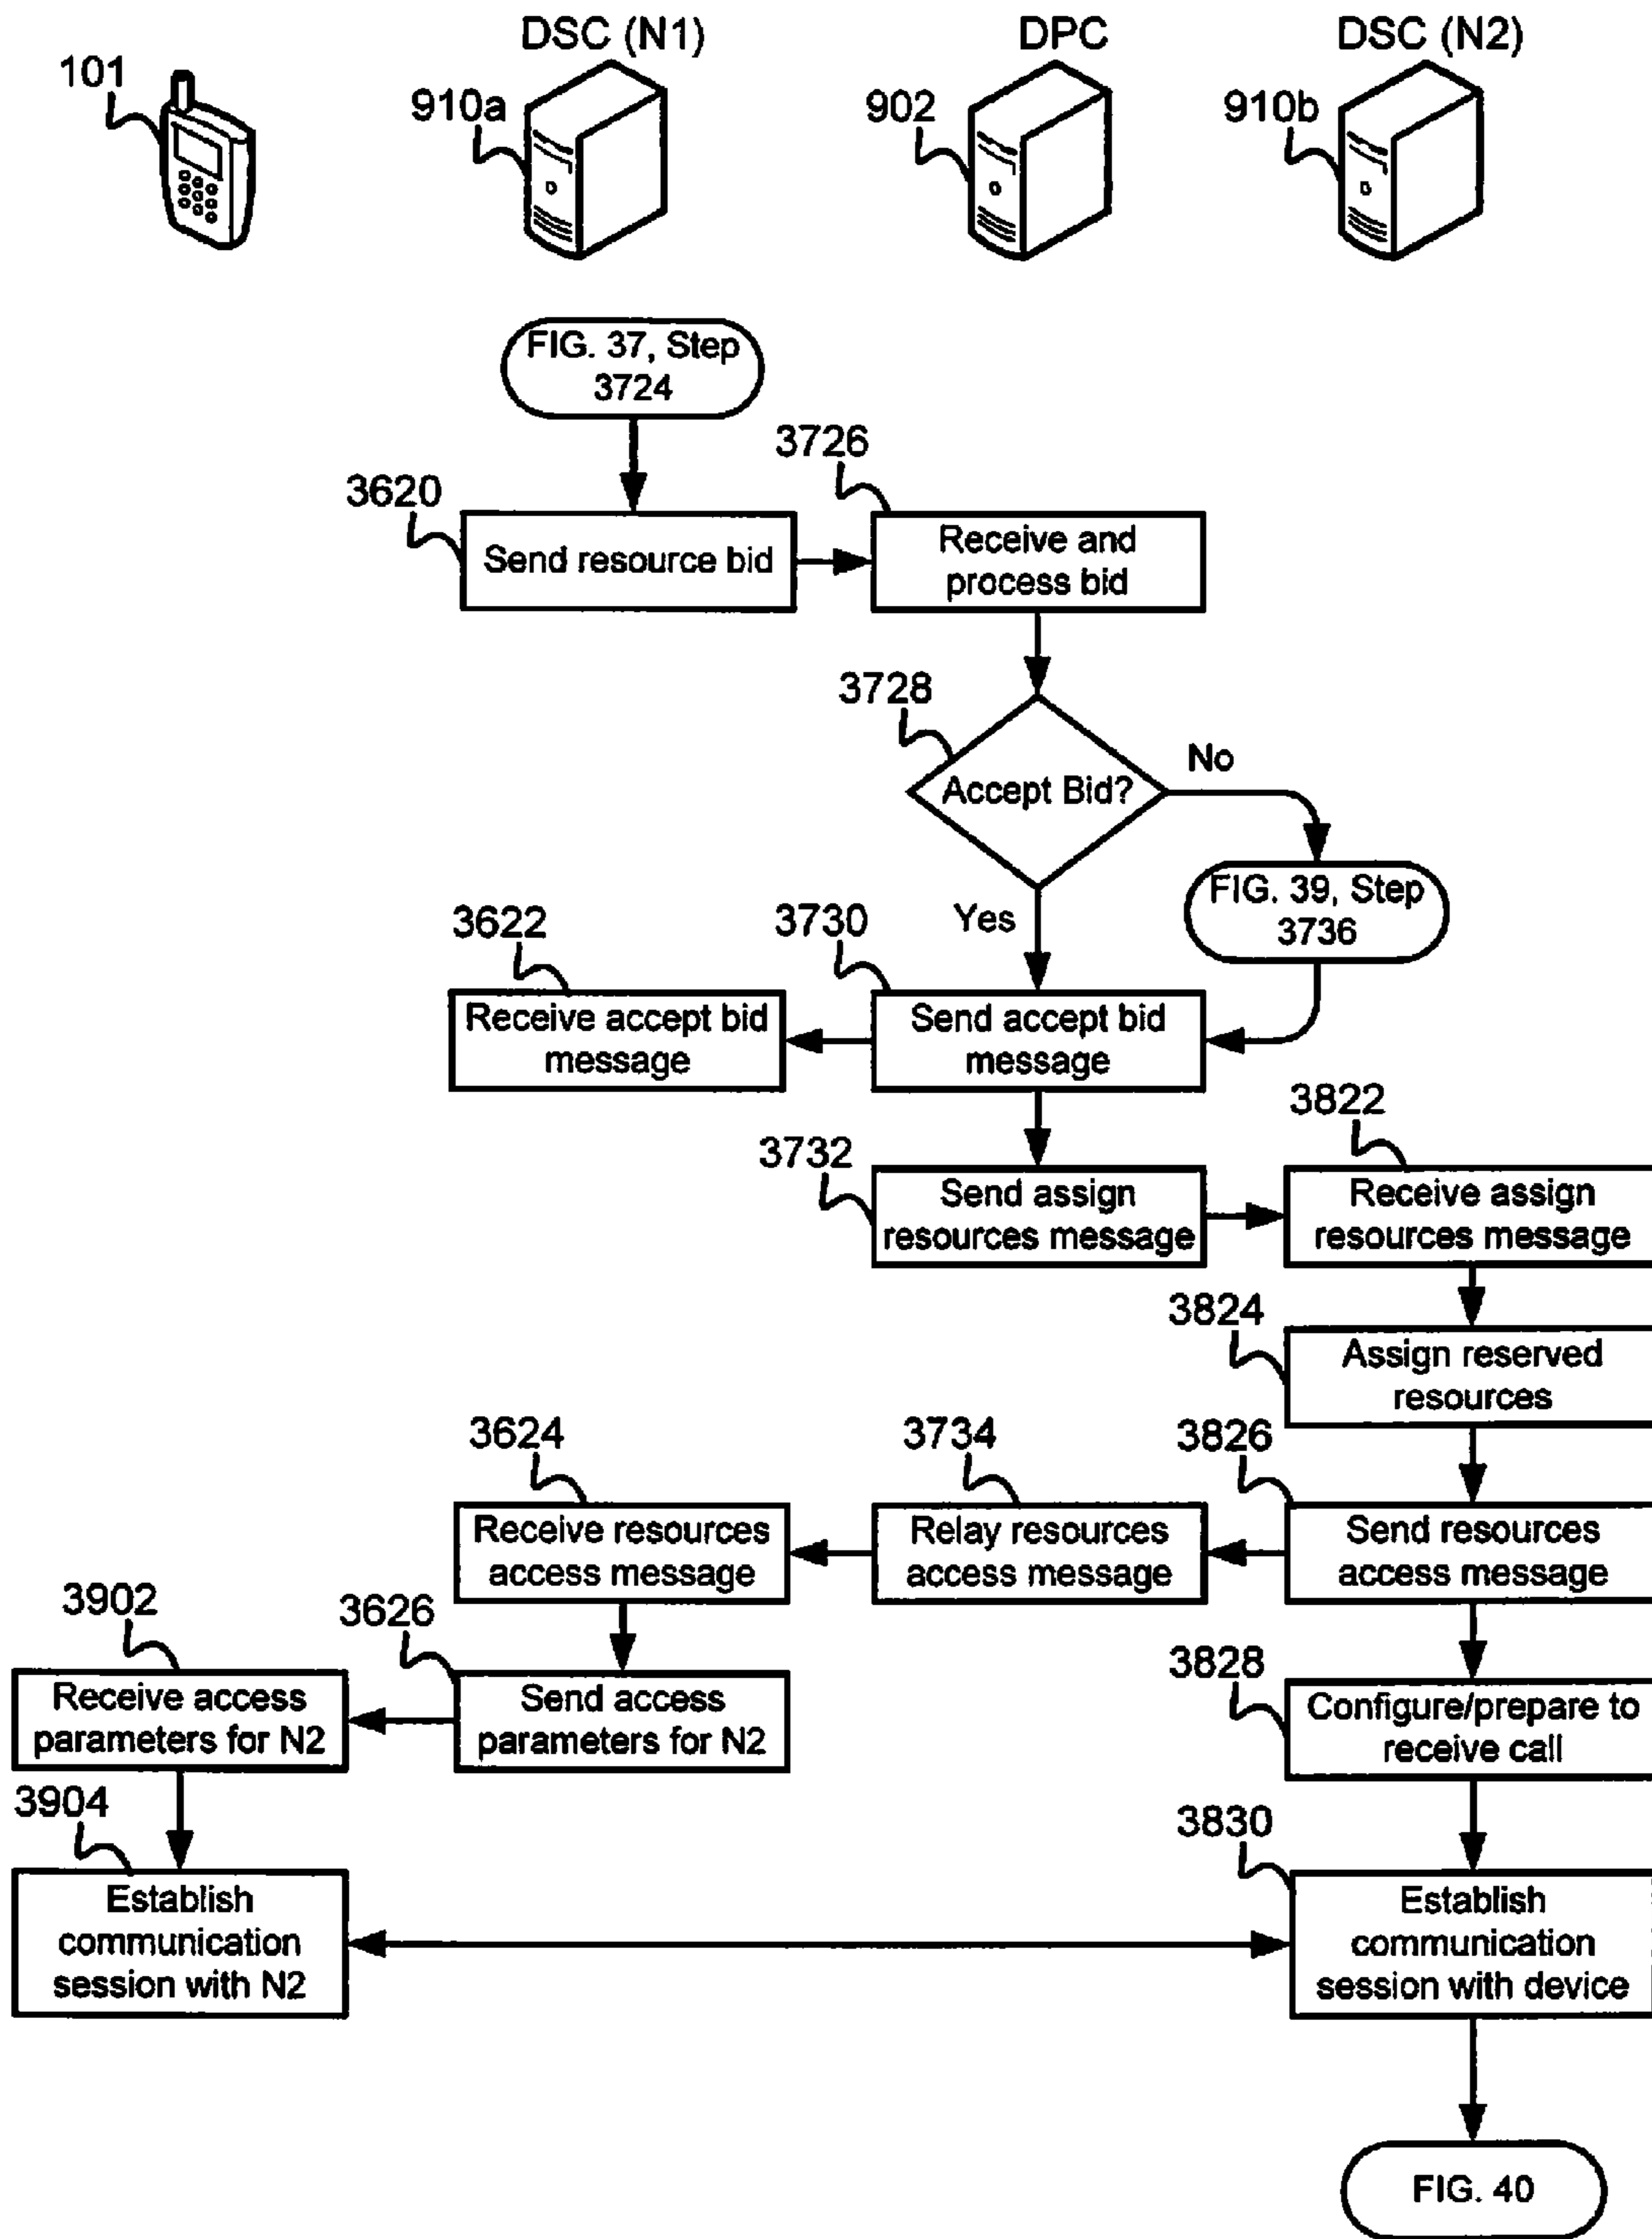 DSC (N1)
DPC
DSC (N2)
101
910a
902
910b
FIG. 37, Step
3724
3726
3620
Send resource bid
Receive and
process bid
3728
No
Accept Bid?
FIG. 39, Step
3736
Yes
3622
3730
Receive accept bid
message
Send accept bid
message
3822
3732
Send assign
resources message
Receive assign
resources message
3824
Assign reserved
resources
3624
3734
3826
Receive resources
access message
Relay resources
access message
Send resources
access message
3902
3626
3828
Receive access
parameters for N2
Send access
parameters for N2
Configure/prepare to
receive call
3904
3830
Establish
communication
session with N2
Establish
communication
session with device
FIG. 40